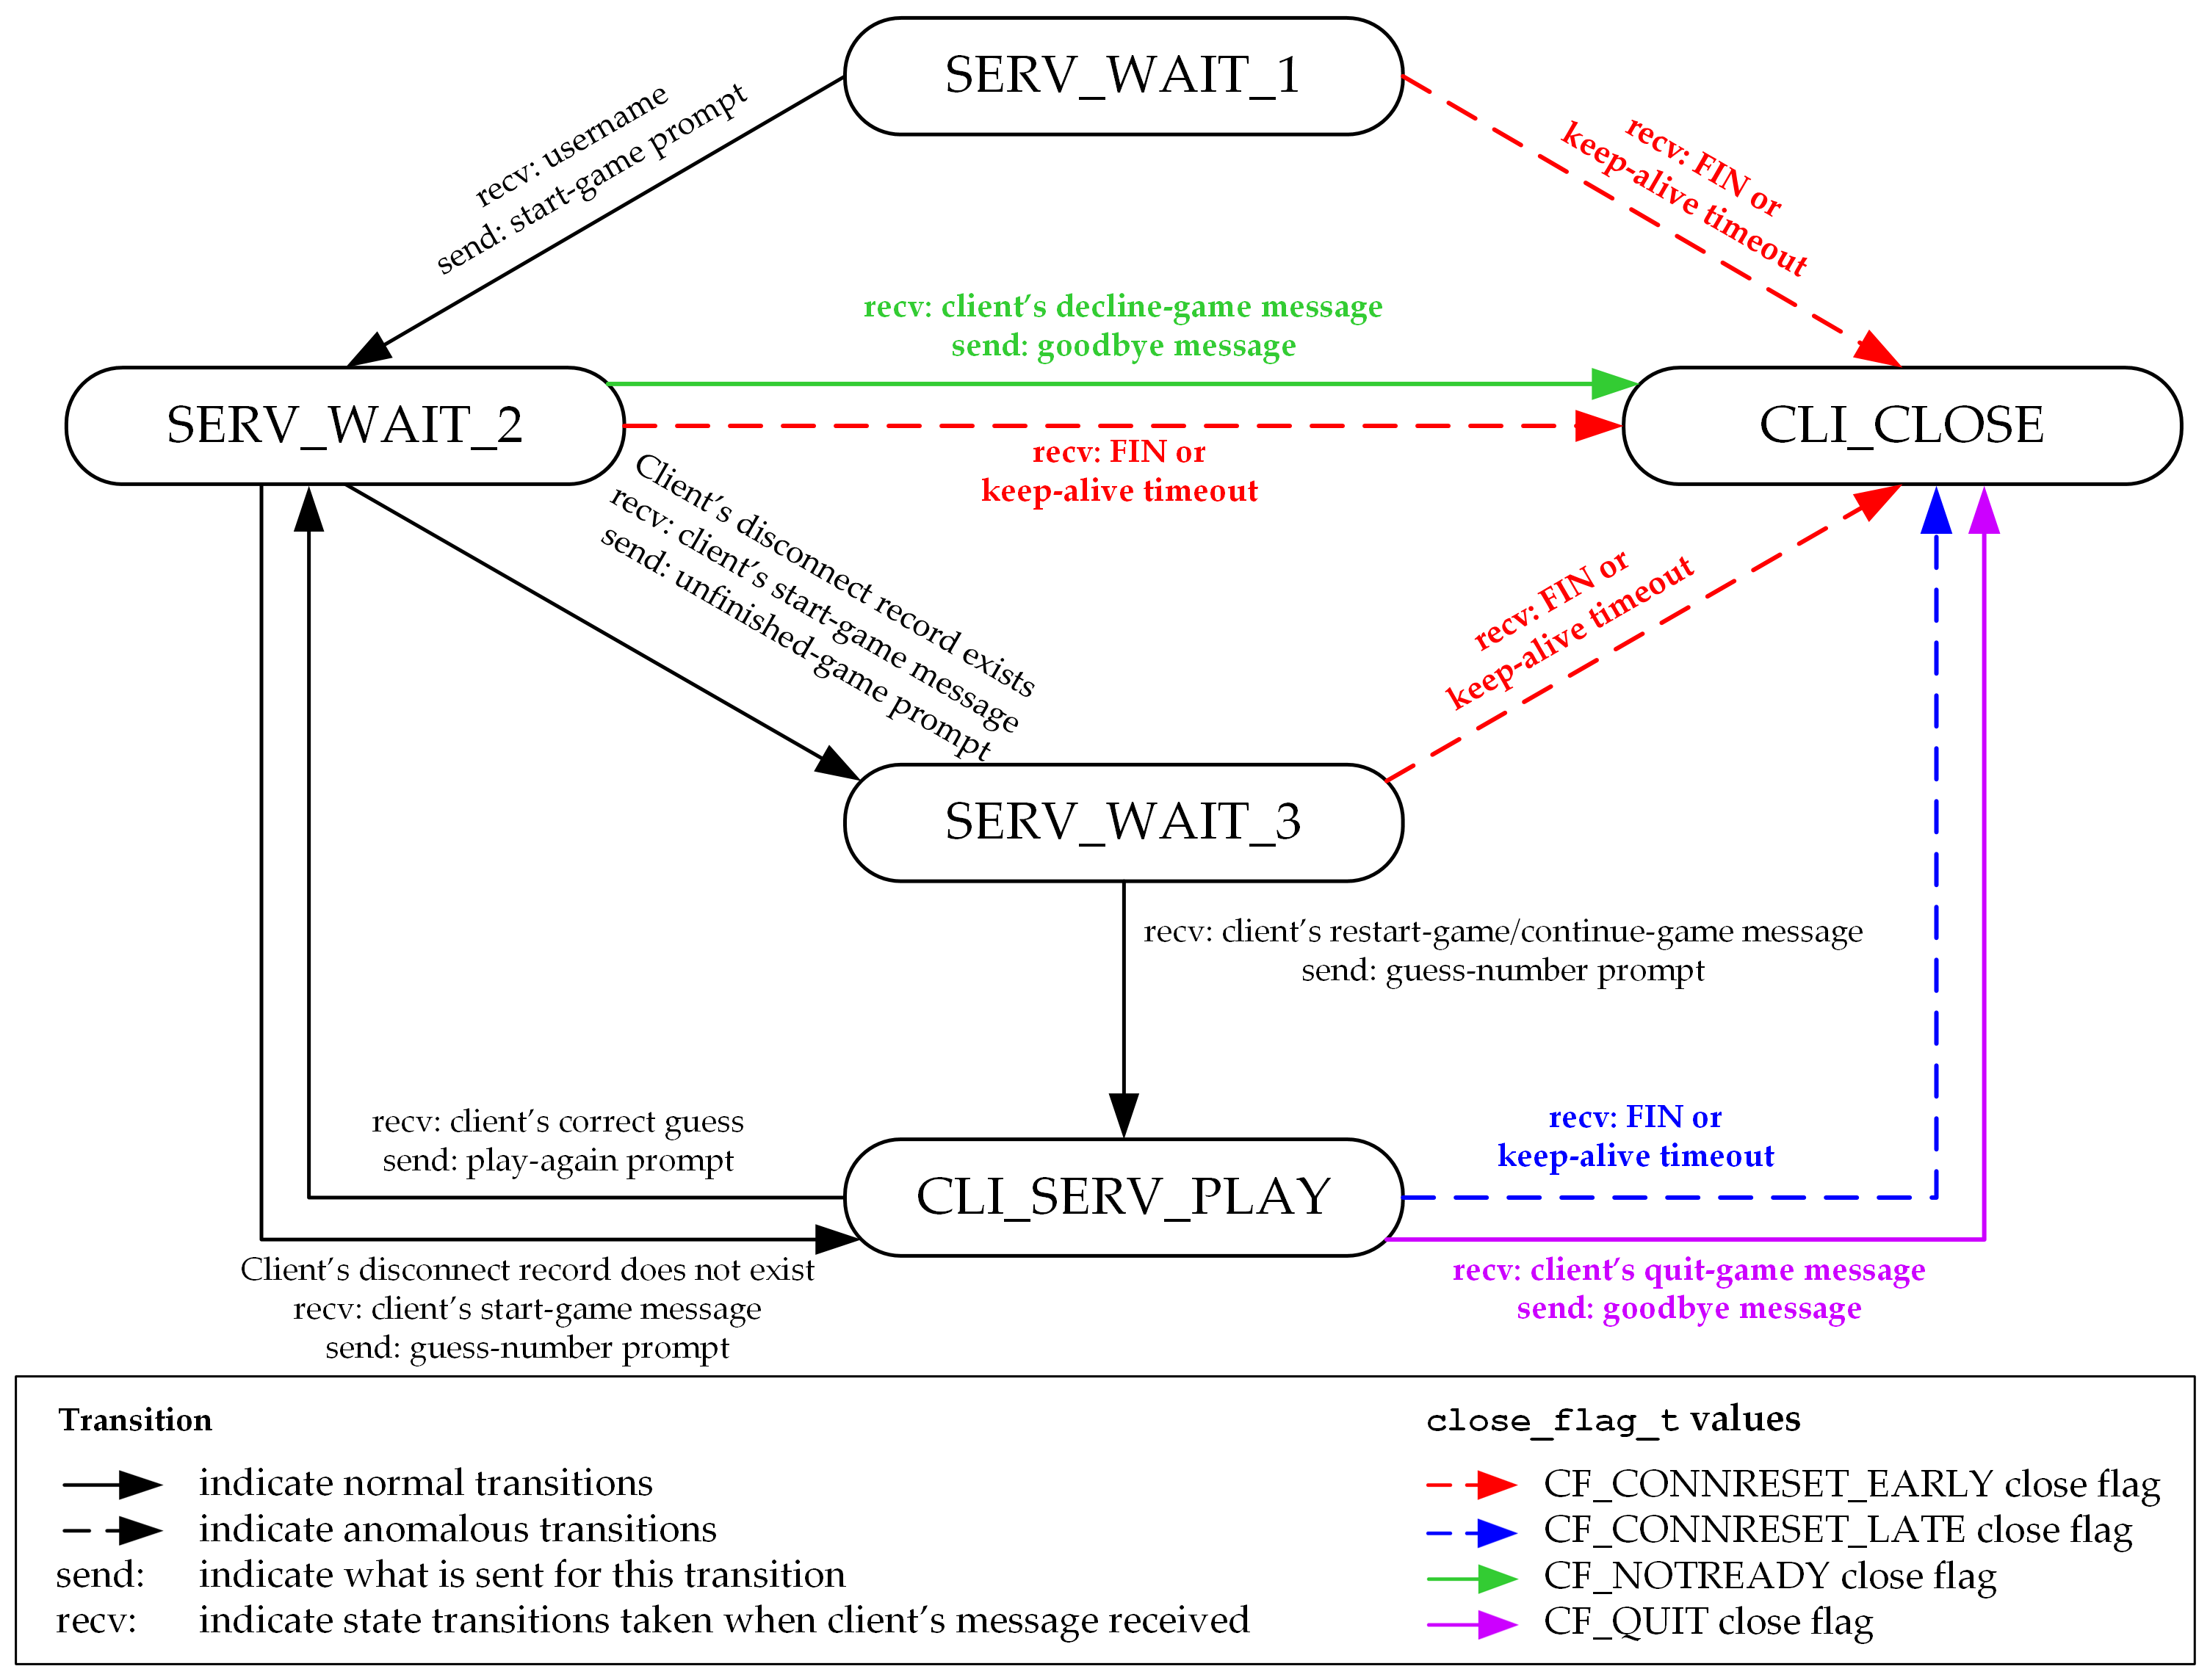 SERV_WAIT_1
recv: username
send: start-game prompt
recv: FIN or
keep-alive timeout
recv: client’s decline-game message
send: goodbye message
SERV_WAIT_2
CLI_CLOSE
recv: FIN or
keep-alive timeout
Client’s disconnect record exists
recv: client’s start-game message
send: unfinished-game prompt
recv: FIN or
keep-alive timeout
SERV_WAIT_3
recv: client’s restart-game/continue-game message
send: guess-number prompt
recv: client’s correct guess
send: play-again prompt
recv: FIN or
keep-alive timeout
CLI_SERV_PLAY
Client’s disconnect record does not exist
recv: client’s start-game message
send: guess-number prompt
recv: client’s quit-game message
send: goodbye message
Transition
indicate normal transitions
indicate anomalous transitions
send: indicate what is sent for this transition
recv: indicate state transitions taken when client’s message received
close_flag_t values
CF_CONNRESET_EARLY close flag
CF_CONNRESET_LATE close flag
CF_NOTREADY close flag
CF_QUIT close flag